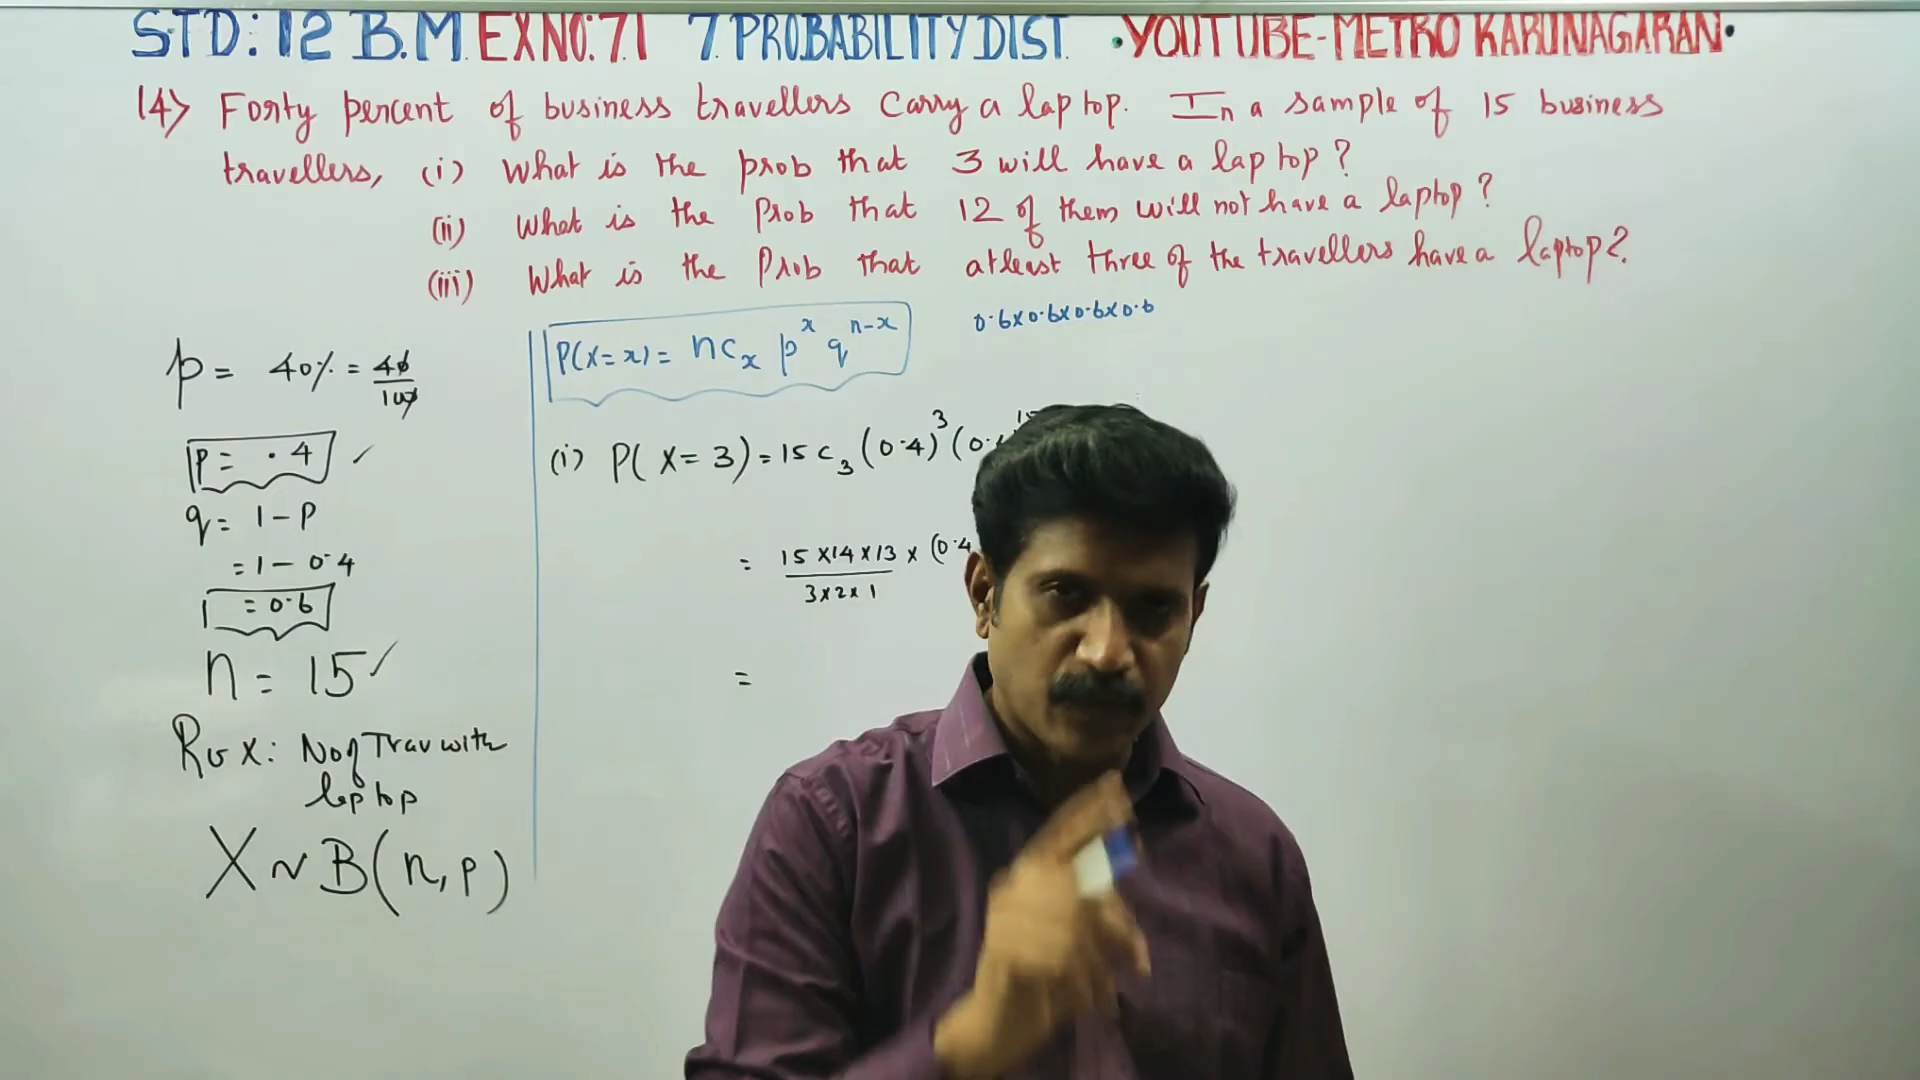 STD: 12 B.M. EX NO: 7.1 7. PROBABILITY DIST. •YOUTUBE-METRO KARUNAGARAN•
14) Forty percent of business travellers carry a laptop. In a sample of 15 business
travellers, (i) What is the prob that 3 will have a laptop?
(ii) What is the Prob that 12 of them will not have a laptop?
(iii) What is the Prob that atleast three of the travellers have a laptop?
p = 40% = 40/100
p = .4 ✓
q = 1 - P
= 1 - 0.4
= 0.6
n = 15 ✓
Rv X: No of Trav with
laptop
X ~ B(n, p)
P(X = x) = nCx p^x q^(n-x)
0.6x0.6x0.6x0.6
(i) P(X = 3) = 15C3 (0.4)^3 (0.
= 15 x 14 x 13 / 3 x 2 x 1 x (0.4
=